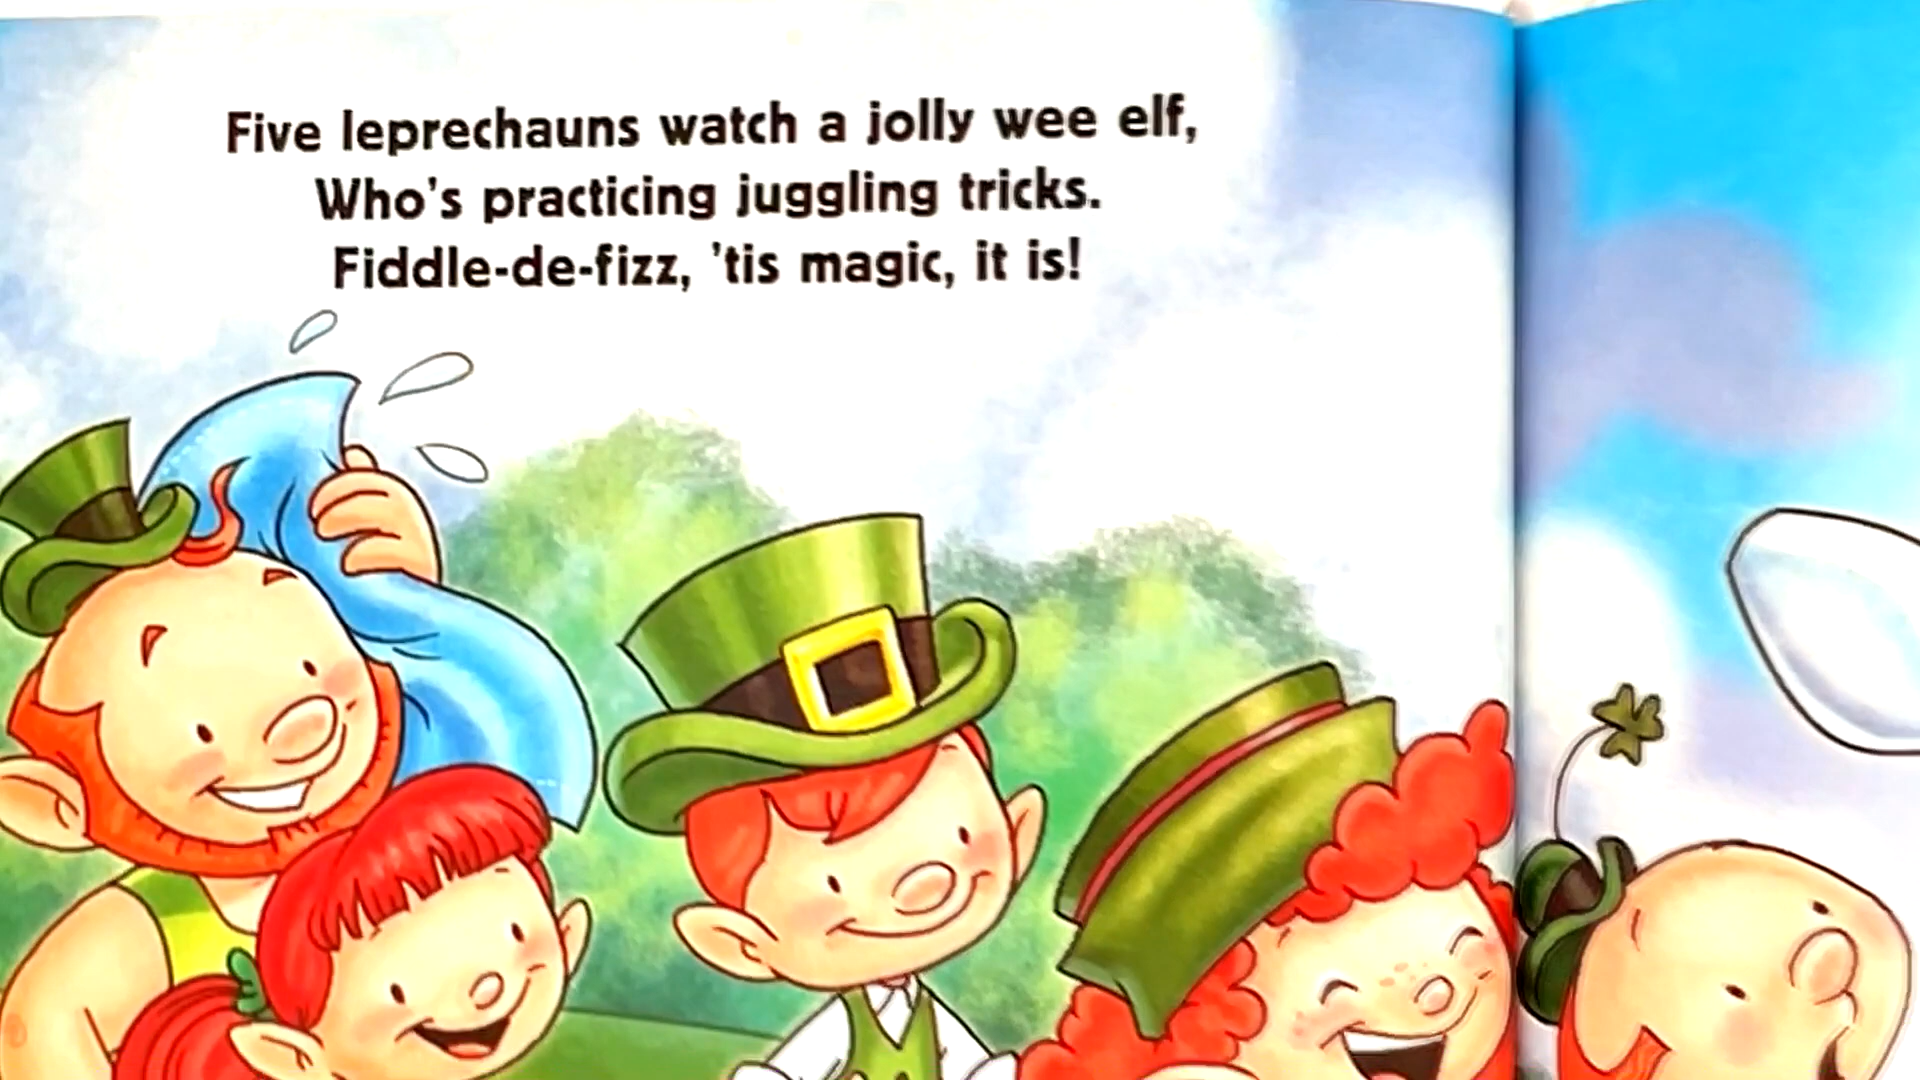 Five leprechauns watch a jolly wee elf,
Who's practicing juggling tricks.
Fiddle-de-fizz, 'tis magic, it is!